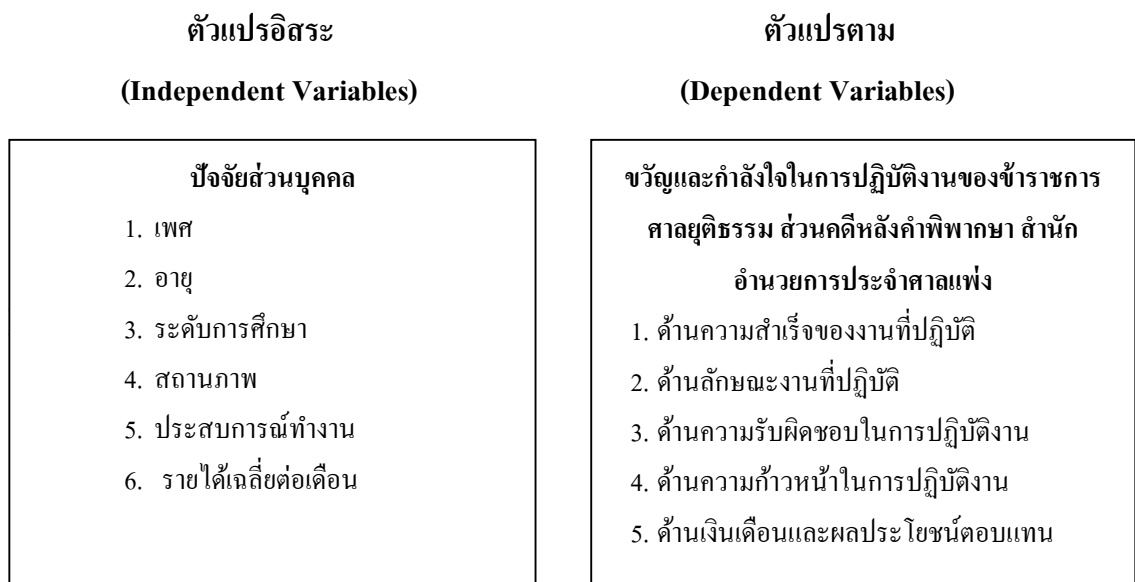 ตัวแปรอิสระ
(Independent Variables)
ปัจจัยส่วนบุคคล
1. เพศ
2. อายุ
3. ระดับการศึกษา
4. สถานภาพ
5. ประสบการณ์ทำงาน
6. รายได้เฉลี่ยต่อเดือน
ตัวแปรตาม
(Dependent Variables)
ขวัญและกำลังใจในการปฏิบัติงานของข้าราชการ
ศาลยุติธรรม ส่วนคดีหลังคำพิพากษา สำนัก
อำนวยการประจำศาลแพ่ง
1. ด้านความสำเร็จของงานที่ปฏิบัติ
2. ด้านลักษณะงานที่ปฏิบัติ
3. ด้านความรับผิดชอบในการปฏิบัติงาน
4. ด้านความก้าวหน้าในการปฏิบัติงาน
5. ด้านเงินเดือนและผลประโยชน์ตอบแทน